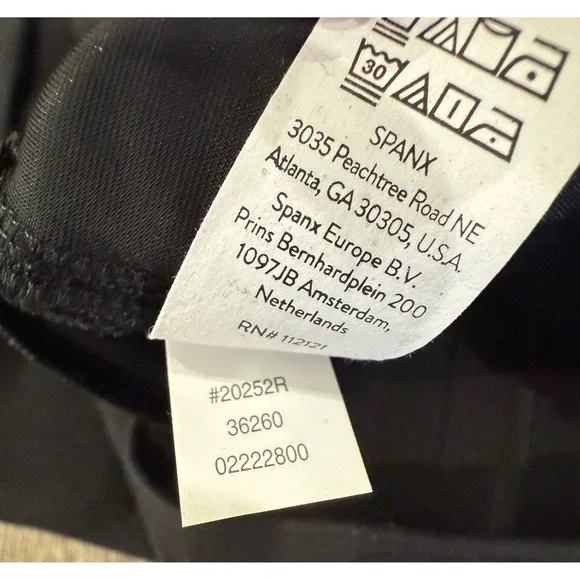 30
SPANX
3035 Peachtree Road NE
Atlanta, GA 30305, U.S.A.
Spanx Europe B.V.
Prins Bernhardplein 200
1097JB Amsterdam,
Netherlands
RN# 112121
#20252R
36260
02222800